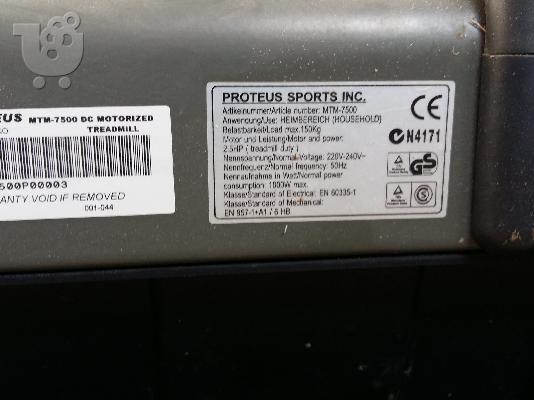 EUS MTM-7500 DC MOTORIZED
TREADMILL
500P00003
ANTY VOID IF REMOVED
001-044
PROTEUS SPORTS INC.
Artikelnummer/Article number: MTM-7500
Anwendung/Use: HEIMBEREICH (HOUSEHOLD)
Belastbarkeit/Load max.150Kg
Motor und Leistung/Motor and power:
2.5HP ( treadmill duty )
Nennspannung/Normal Voltage: 220V-240V~
Nennfrequenz/Normal frequency: 50Hz
Nennaufnahme in Watt/Normal power
consumption: 1000W max.
Klasse/Standard of Electrical: EN 60335-1
Klasse/Standard of Mechanical:
EN 957-1+A1 / 6 HB
CE
N4171
GS